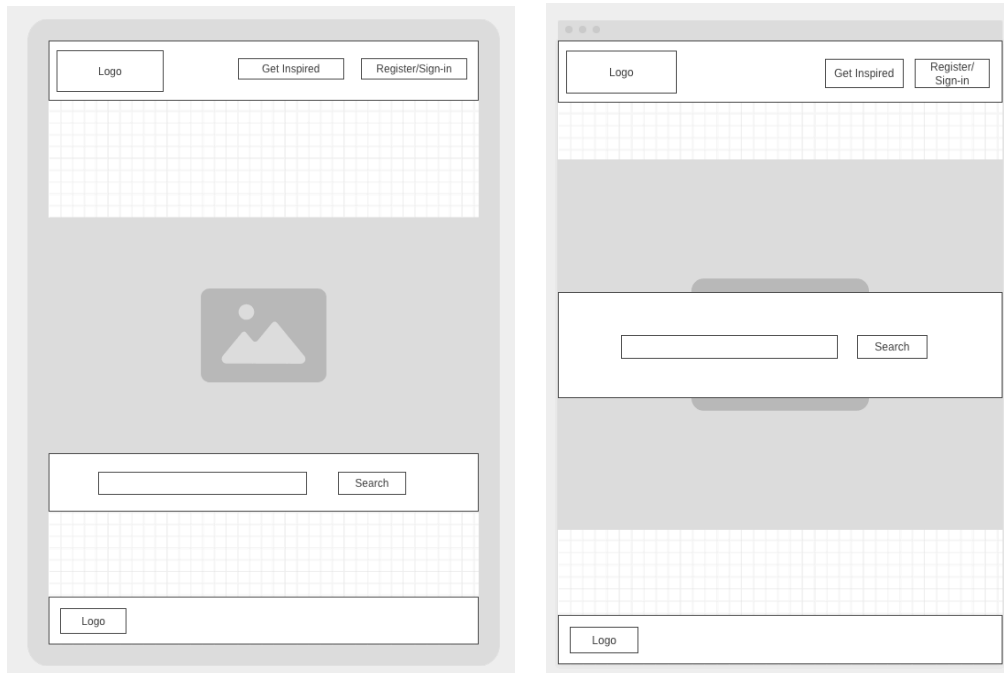 Logo
Get Inspired
Register/Sign-in
Search
Logo
Logo
Get Inspired
Register/
Sign-in
Search
Logo